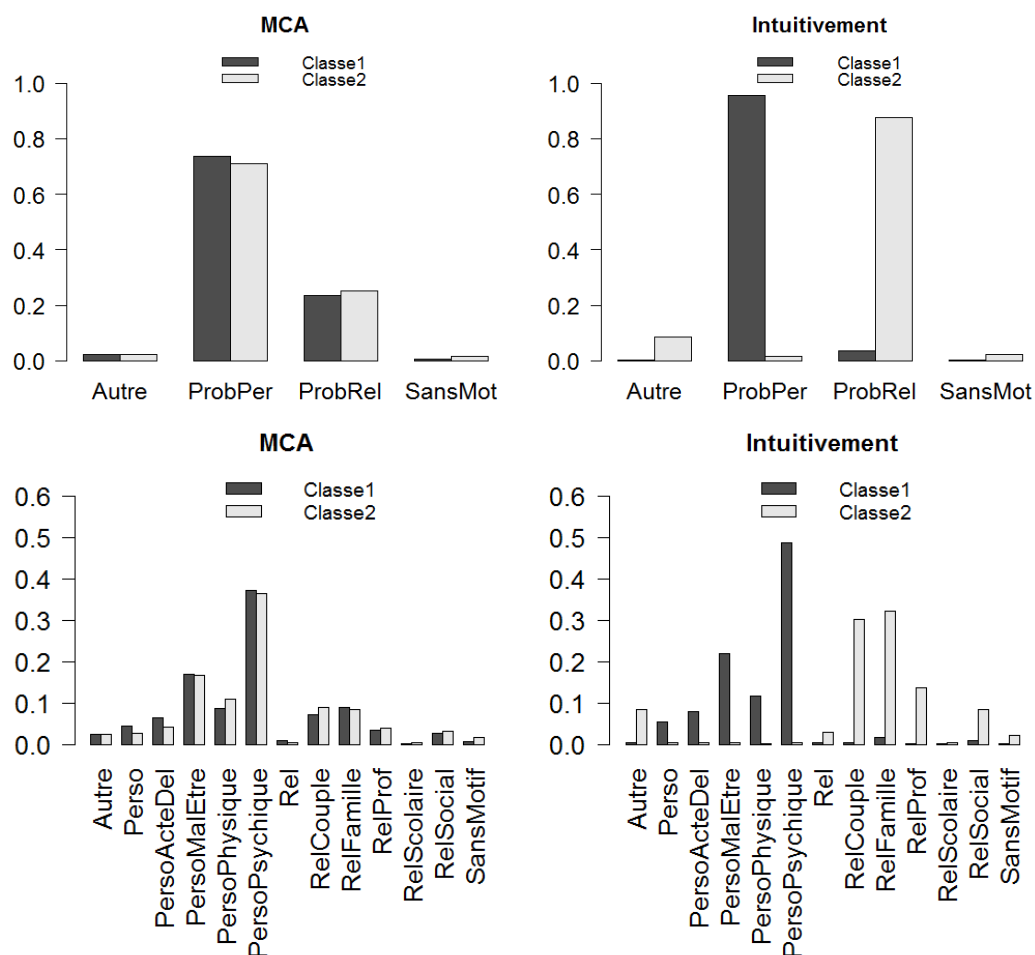 MCA
Classe1
Classe2
1.0
0.8
0.6
0.4
0.2
0.0
Autre ProbPer ProbRel SansMot
Intuitivement
Classe1
Classe2
1.0
0.8
0.6
0.4
0.2
0.0
Autre ProbPer ProbRel SansMot
MCA
Classe1
Classe2
0.6
0.5
0.4
0.3
0.2
0.1
0.0
Autre
Perso
PersoActeDel
PersoMalEtre
PersoPhysique
PersoPsychique
Rel
RelCouple
RelFamille
RelProf
RelScolaire
RelSocial
SansMotif
Intuitivement
Classe1
Classe2
0.6
0.5
0.4
0.3
0.2
0.1
0.0
Autre
Perso
PersoActeDel
PersoMalEtre
PersoPhysique
PersoPsychique
Rel
RelCouple
RelFamille
RelProf
RelScolaire
RelSocial
SansMotif